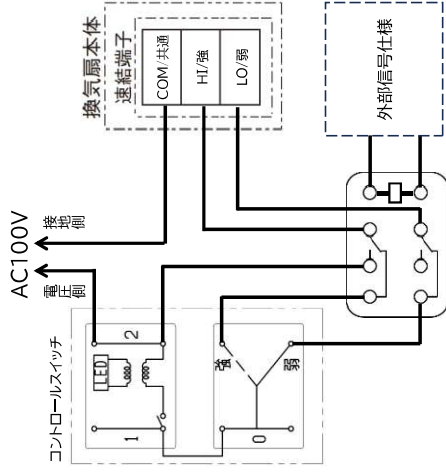 換気扇本体
速結端子
COM/共通
HI/強
LO/弱
外部信号仕様
AC100V
電圧側
接地側
コントロールスイッチ
LED
1
2
0
強
弱